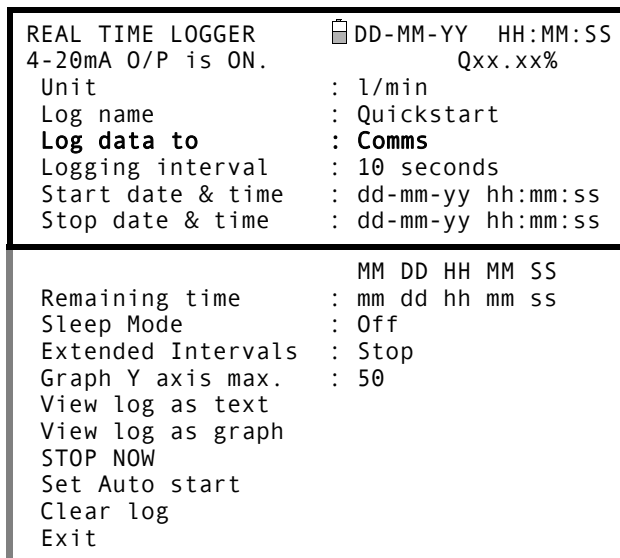 REAL TIME LOGGER DD-MM-YY HH:MM:SS
4-20mA O/P is ON. Qxx.xx%
Unit : l/min
Log name : Quickstart
Log data to : Comms
Logging interval : 10 seconds
Start date & time : dd-mm-yy hh:mm:ss
Stop date & time : dd-mm-yy hh:mm:ss
MM DD HH MM SS
Remaining time : mm dd hh mm ss
Sleep Mode : Off
Extended Intervals : Stop
Graph Y axis max. : 50
View log as text
View log as graph
STOP NOW
Set Auto start
Clear log
Exit